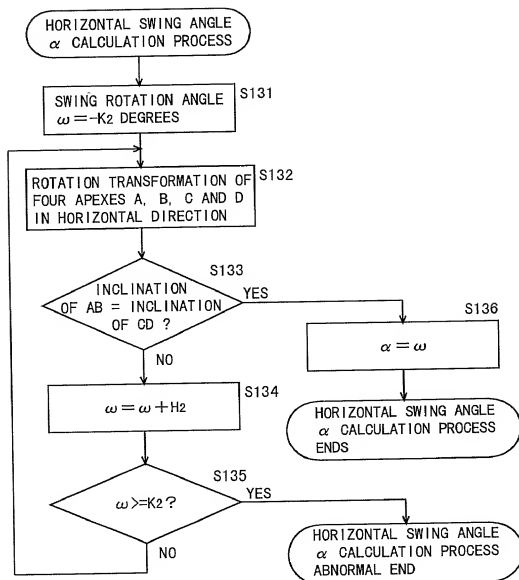 HORIZONTAL SWING ANGLE
α CALCULATION PROCESS
S131
SWING ROTATION ANGLE
ω=-K2 DEGREES
S132
ROTATION TRANSFORMATION OF
FOUR APEXES A, B, C AND D
IN HORIZONTAL DIRECTION
S133
INCLINATION
OF AB = INCLINATION
OF CD ?
YES
NO
S136
α=ω
HORIZONTAL SWING ANGLE
α CALCULATION PROCESS
ENDS
S134
ω=ω+H2
S135
ω>=K2?
YES
NO
HORIZONTAL SWING ANGLE
α CALCULATION PROCESS
ABNORMAL END